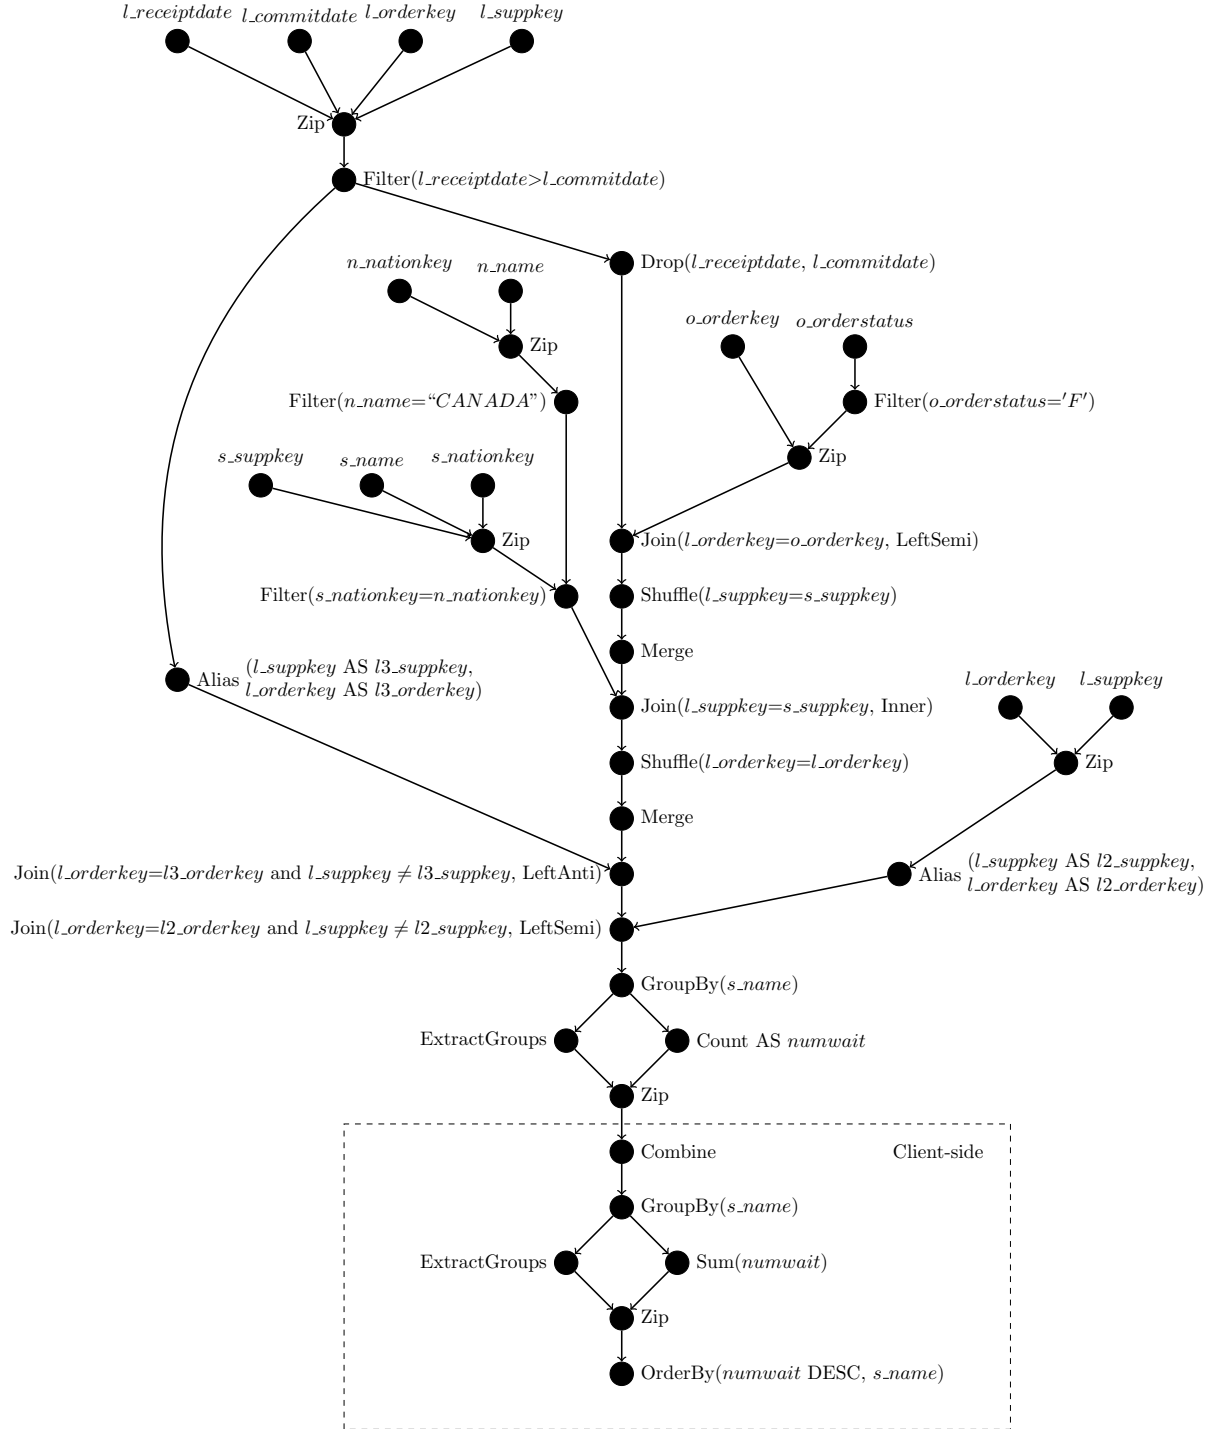 l_receiptdate l_commitdate l_orderkey l_suppkey
Zip
Filter(l_receiptdate>l_commitdate)
n_nationkey n_name
Drop(l_receiptdate, l_commitdate)
o_orderkey o_orderstatus
Zip
Filter(n_name=“CANADA”)
Filter(o_orderstatus='F')
s_suppkey s_name s_nationkey
Zip
Zip
Join(l_orderkey=o_orderkey, LeftSemi)
Filter(s_nationkey=n_nationkey)
Shuffle(l_suppkey=s_suppkey)
Merge
Alias (l_suppkey AS l3_suppkey,
l_orderkey AS l3_orderkey)
l_orderkey l_suppkey
Join(l_suppkey=s_suppkey, Inner)
Shuffle(l_orderkey=l_orderkey)
Zip
Merge
Join(l_orderkey=l3_orderkey and l_suppkey ≠ l3_suppkey, LeftAnti)
Alias (l_suppkey AS l2_suppkey,
l_orderkey AS l2_orderkey)
Join(l_orderkey=l2_orderkey and l_suppkey ≠ l2_suppkey, LeftSemi)
GroupBy(s_name)
ExtractGroups
Count AS numwait
Zip
Combine
Client-side
GroupBy(s_name)
ExtractGroups
Sum(numwait)
Zip
OrderBy(numwait DESC, s_name)